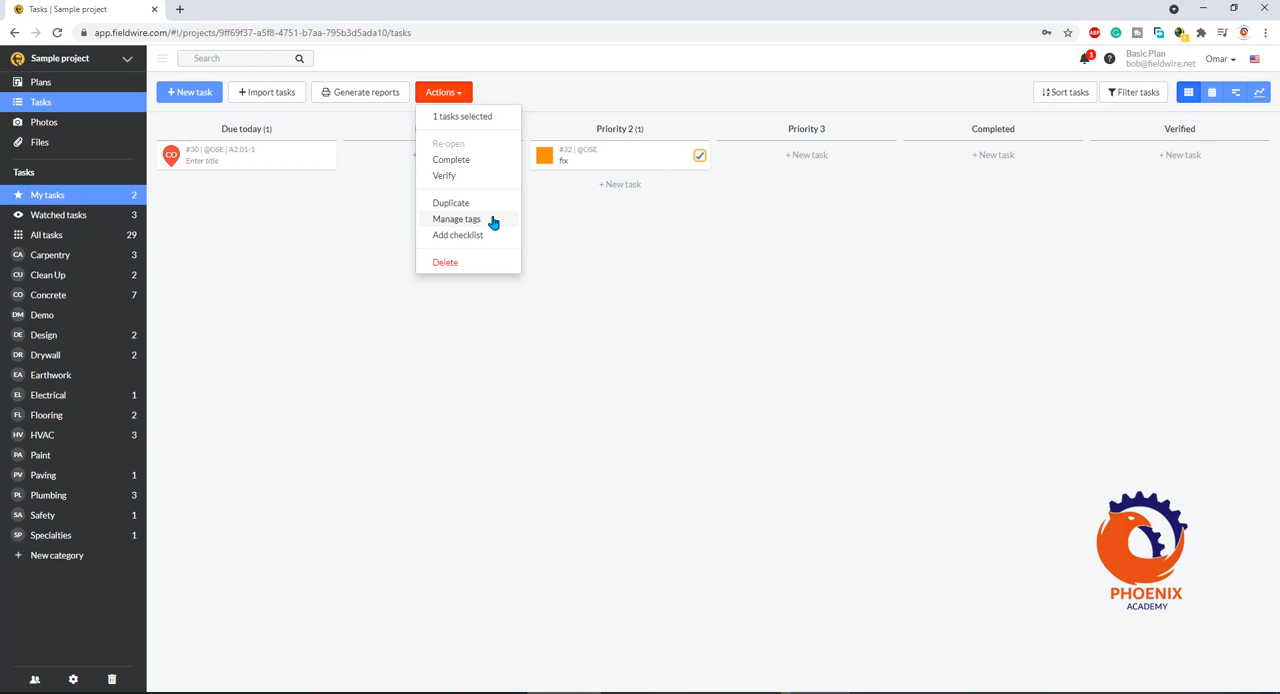 Tasks | Sample project
app.fieldwire.com/#!/projects/9ff69f37-a5f8-4751-b7aa-795b3d5ada10/tasks
ABP
Sample project
Search
1
Basic Plan
bob@fieldwire.net
Omar
Plans
Tasks
Photos
Files
+ New task
Import tasks
Generate reports
Actions
Sort tasks
Filter tasks
Due today (1)
Priority 2 (1)
Priority 3
Completed
Verified
CO
#30 | @OSE | A2.01-1
Enter title
#32 | @OSE
fix
+ New task
+ New task
+ New task
+ New task
1 tasks selected
Re-open
Complete
Verify
Duplicate
Manage tags
Add checklist
Delete
Tasks
My tasks 2
Watched tasks 3
All tasks 29
CA Carpentry 3
CU Clean Up 2
CO Concrete 7
DM Demo
DE Design 2
DR Drywall 2
EA Earthwork
EL Electrical 1
FL Flooring 2
HV HVAC 3
PA Paint
PV Paving 1
PL Plumbing 3
SA Safety 1
SP Specialties 1
+ New category
PHOENIX
ACADEMY